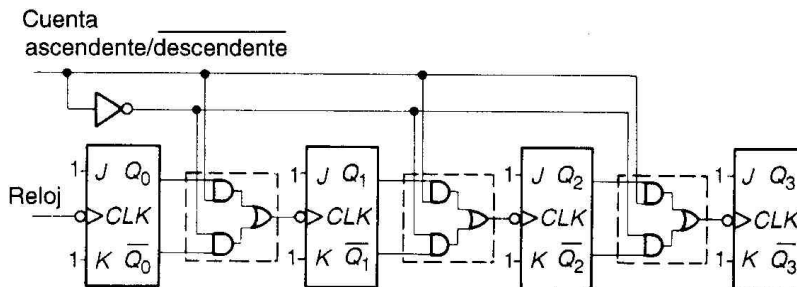 Cuenta
ascendente/descendente
1 J Q0 1 J Q1 1 J Q2 1 J Q3
Reloj CLK CLK CLK CLK
1 K Q0 1 K Q1 1 K Q2 1 K Q3